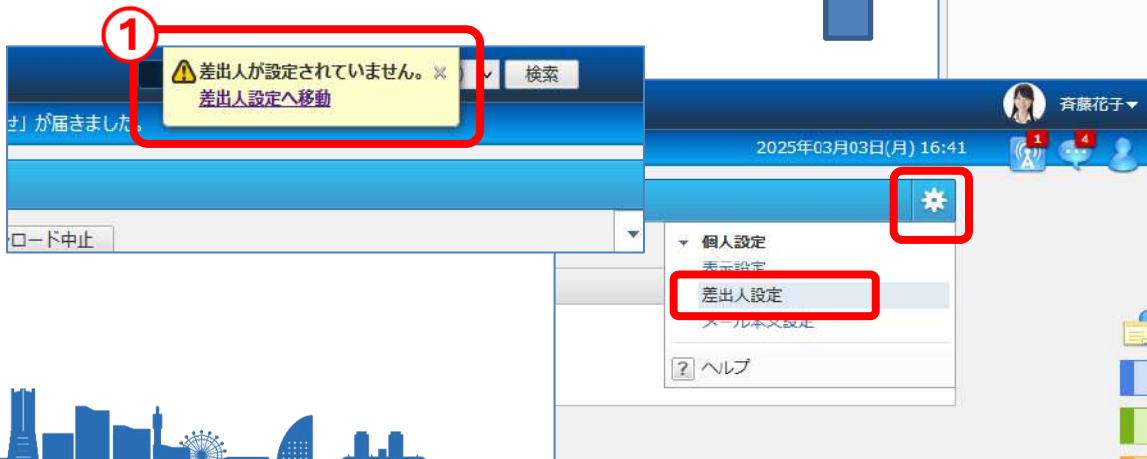 1
差出人が設定されていません。
差出人設定へ移動
検索
せ」が届きました。
ロード中止
斉藤花子▼
2025年03月03日(月) 16:41
1
4
個人設定
表示設定
差出人設定
メール本文設定
? ヘルプ